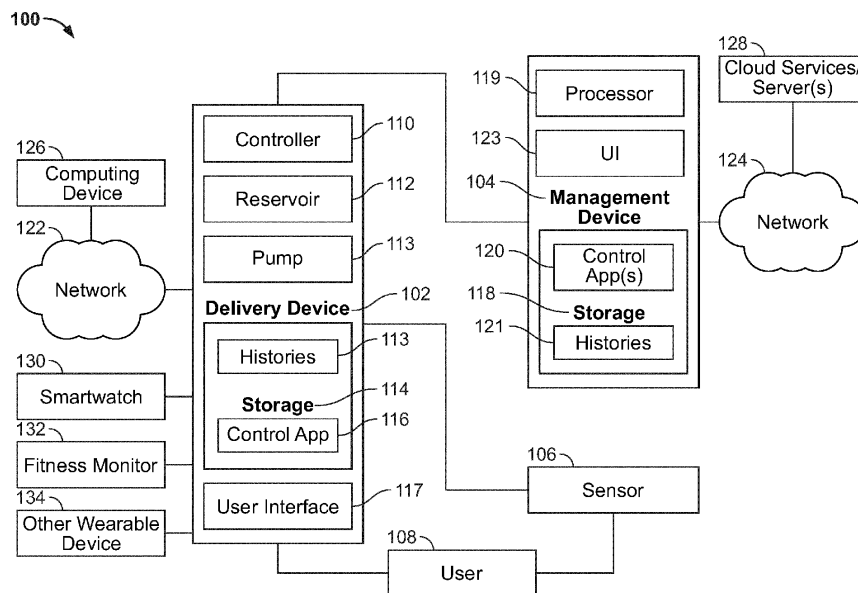 100
126
Computing
Device
122
Network
130
Smartwatch
132
Fitness Monitor
134
Other Wearable
Device
Controller
110
Reservoir
112
Pump
113
Delivery Device
102
Histories
113
Storage
114
Control App
116
User Interface
117
108
User
106
Sensor
119
Processor
123
UI
104
Management
Device
120
Control
App(s)
118
Storage
121
Histories
128
Cloud Services/
Server(s)
124
Network